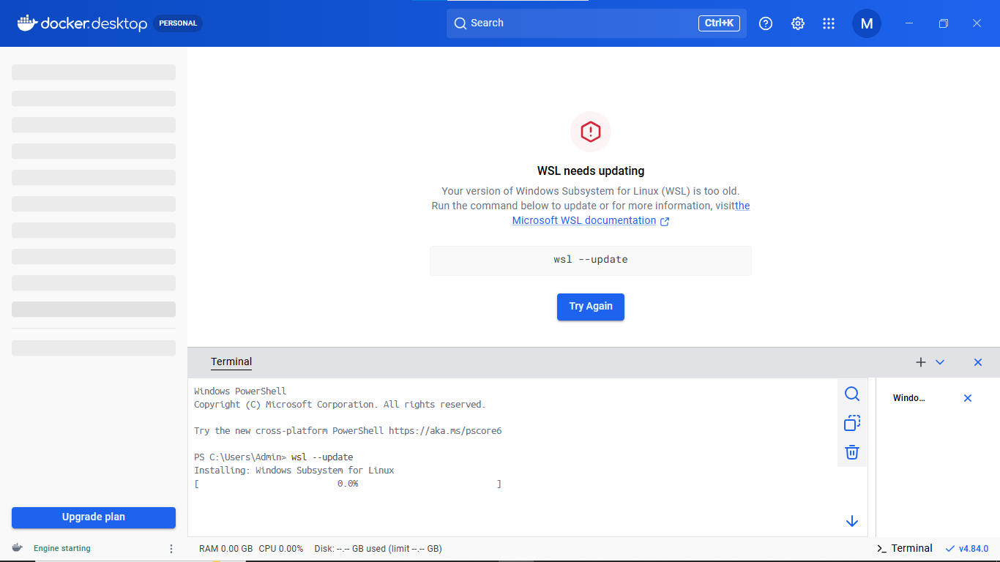 docker.desktop PERSONAL
Search Ctrl+K
M
WSL needs updating
Your version of Windows Subsystem for Linux (WSL) is too old.
Run the command below to update or for more information, visitthe
Microsoft WSL documentation
wsl --update
Try Again
Terminal
Windows PowerShell
Copyright (C) Microsoft Corporation. All rights reserved.
Try the new cross-platform PowerShell https://aka.ms/pscore6
PS C:\Users\Admin> wsl --update
Installing: Windows Subsystem for Linux
[ 0.0% ]
Windo...
Upgrade plan
Engine starting
RAM 0.00 GB CPU 0.00% Disk: --.-- GB used (limit --.-- GB)
Terminal
v4.84.0